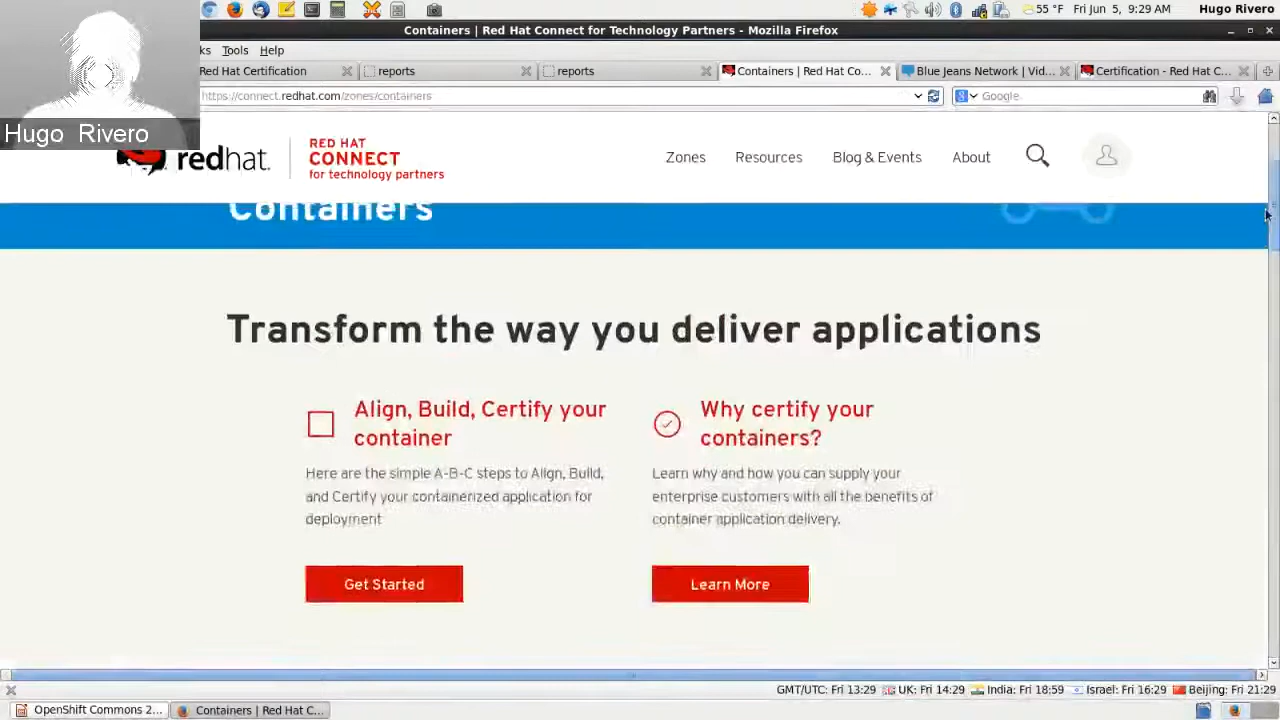 55 °F Fri Jun 5, 9:29 AM Hugo Rivero
Containers | Red Hat Connect for Technology Partners - Mozilla Firefox
ks Tools Help
Red Hat Certification
reports
reports
Containers | Red Hat Co...
Blue Jeans Network | Vid...
Certification - Red Hat C...
https://connect.redhat.com/zones/containers
Google
Hugo Rivero
redhat.
RED HAT
CONNECT
for technology partners
Zones Resources Blog & Events About
Containers
Transform the way you deliver applications
Align, Build, Certify your
container
Here are the simple A-B-C steps to Align, Build,
and Certify your containerized application for
deployment
Get Started
Why certify your
containers?
Learn why and how you can supply your
enterprise customers with all the benefits of
container application delivery.
Learn More
GMT/UTC: Fri 13:29 UK: Fri 14:29 India: Fri 18:59 Israel: Fri 16:29 Beijing: Fri 21:29
OpenShift Commons 2...
Containers | Red Hat C...